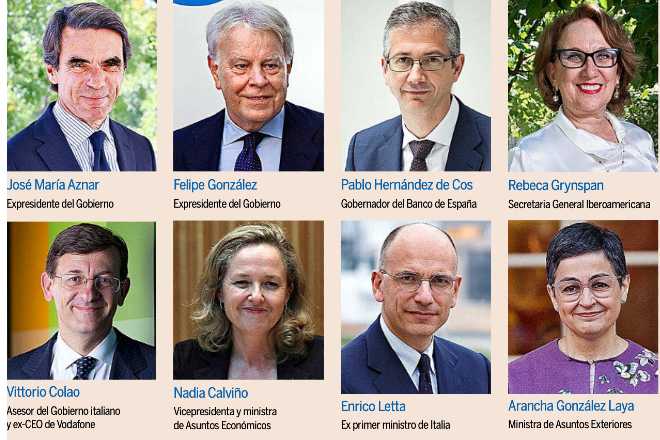 José María Aznar
Expresidente del Gobierno
Felipe González
Expresidente del Gobierno
Pablo Hernández de Cos
Gobernador del Banco de España
Rebeca Grynspan
Secretaria General Iberoamericana
Vittorio Colao
Asesor del Gobierno italiano
y ex-CEO de Vodafone
Nadia Calviño
Vicepresidenta y ministra
de Asuntos Económicos
Enrico Letta
Ex primer ministro de Italia
Arancha González Laya
Ministra de Asuntos Exteriores